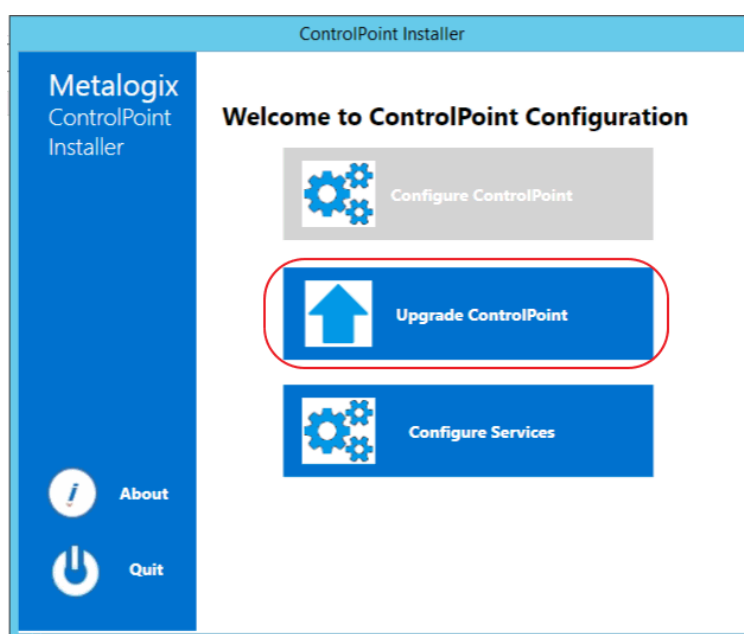 ControlPoint Installer
Metalogix
ControlPoint
Installer
Welcome to ControlPoint Configuration
Configure ControlPoint
Upgrade ControlPoint
Configure Services
About
Quit